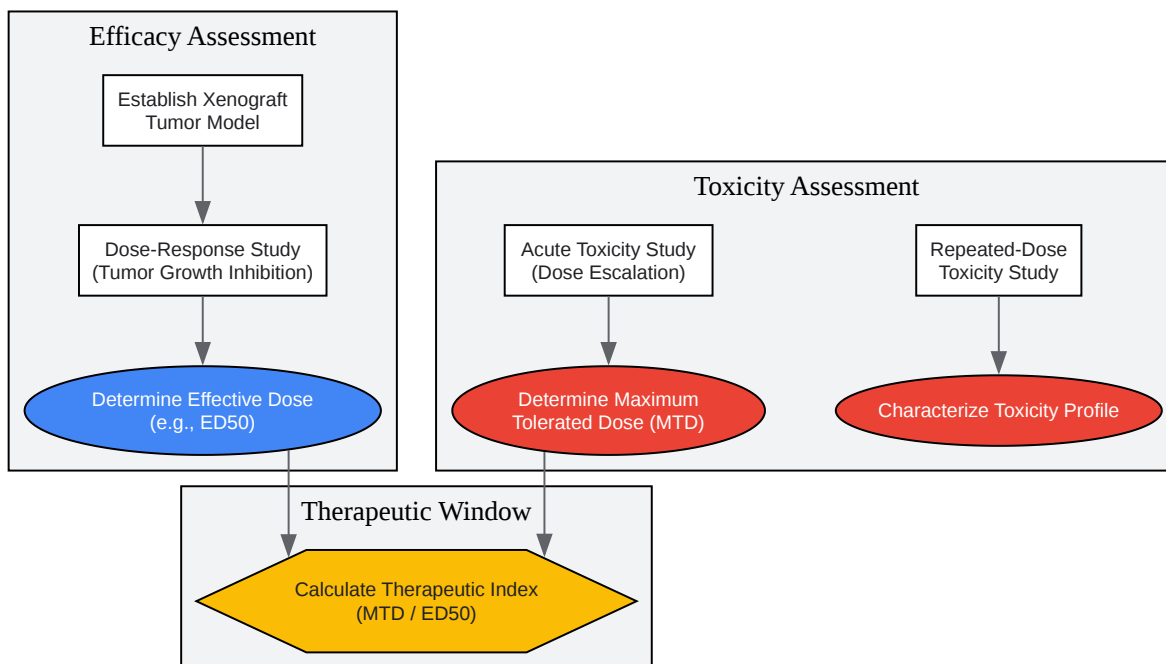 Efficacy Assessment
Establish Xenograft
Tumor Model
Dose-Response Study
(Tumor Growth Inhibition)
Determine Effective Dose
(e.g., ED50)
Toxicity Assessment
Acute Toxicity Study
(Dose Escalation)
Determine Maximum
Tolerated Dose (MTD)
Repeated-Dose
Toxicity Study
Characterize Toxicity Profile
Therapeutic Window
Calculate Therapeutic Index
(MTD / ED50)